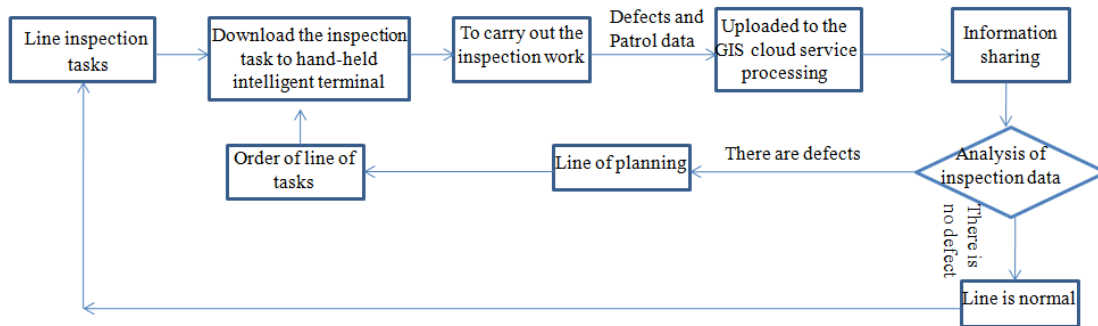 Line inspection
tasks
Download the inspection
task to hand-held
intelligent terminal
To carry out the
inspection work
Defects and
Patrol data
Uploaded to the
GIS cloud service
processing
Information
sharing
Analysis of
inspection data
There are defects
Line of planning
Order of line of
tasks
There is
no defect
Line is normal